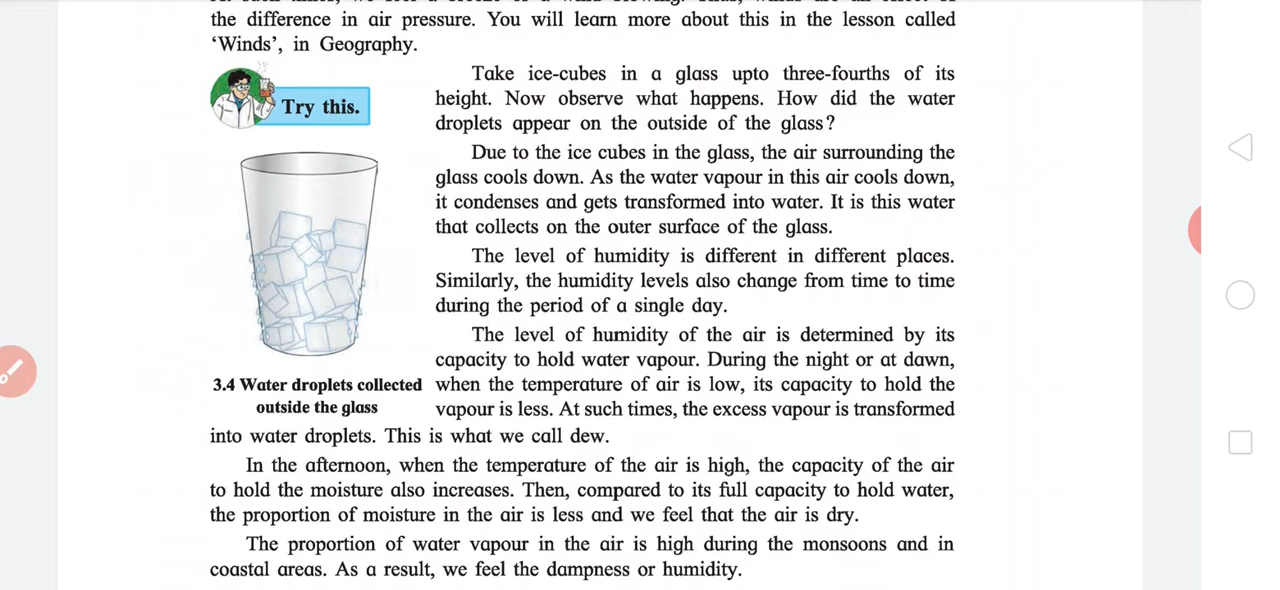 the difference in air pressure. You will learn more about this in the lesson called
‘Winds’, in Geography.
Try this.
Take ice-cubes in a glass upto three-fourths of its
height. Now observe what happens. How did the water
droplets appear on the outside of the glass?
Due to the ice cubes in the glass, the air surrounding the
glass cools down. As the water vapour in this air cools down,
it condenses and gets transformed into water. It is this water
that collects on the outer surface of the glass.
The level of humidity is different in different places.
Similarly, the humidity levels also change from time to time
during the period of a single day.
The level of humidity of the air is determined by its
capacity to hold water vapour. During the night or at dawn,
3.4 Water droplets collected
outside the glass
when the temperature of air is low, its capacity to hold the
vapour is less. At such times, the excess vapour is transformed
into water droplets. This is what we call dew.
In the afternoon, when the temperature of the air is high, the capacity of the air
to hold the moisture also increases. Then, compared to its full capacity to hold water,
the proportion of moisture in the air is less and we feel that the air is dry.
The proportion of water vapour in the air is high during the monsoons and in
coastal areas. As a result, we feel the dampness or humidity.